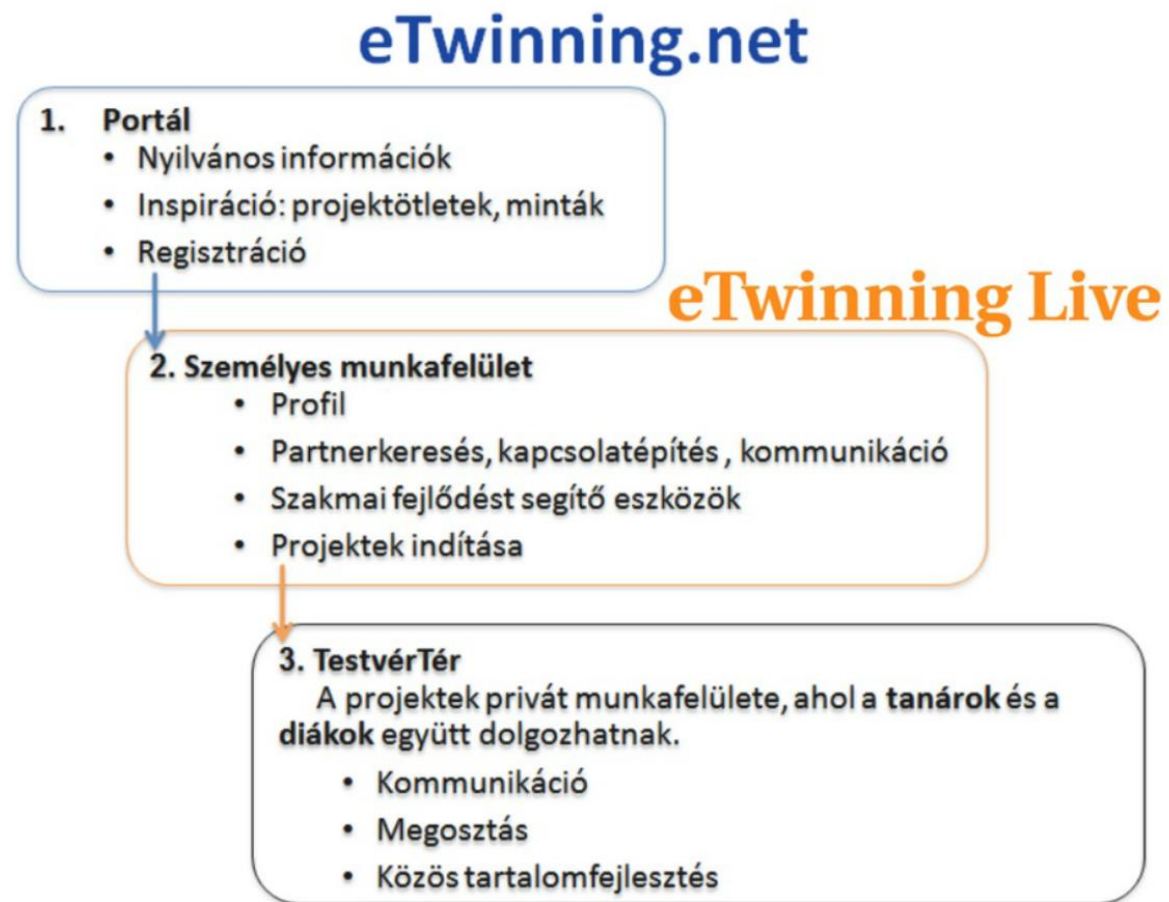 eTwinning.net
1. Portál
• Nyilvános információk
• Inspiráció: projektötletek, minták
• Regisztráció
eTwinning Live
2. Személyes munkafelület
• Profil
• Partnerkeresés, kapcsolatépítés , kommunikáció
• Szakmai fejlődést segítő eszközök
• Projektek indítása
3. TestvérTér
A projektek privát munkafelülete, ahol a tanárok és a
diákok együtt dolgozhatnak.
• Kommunikáció
• Megosztás
• Közös tartalomfejlesztés